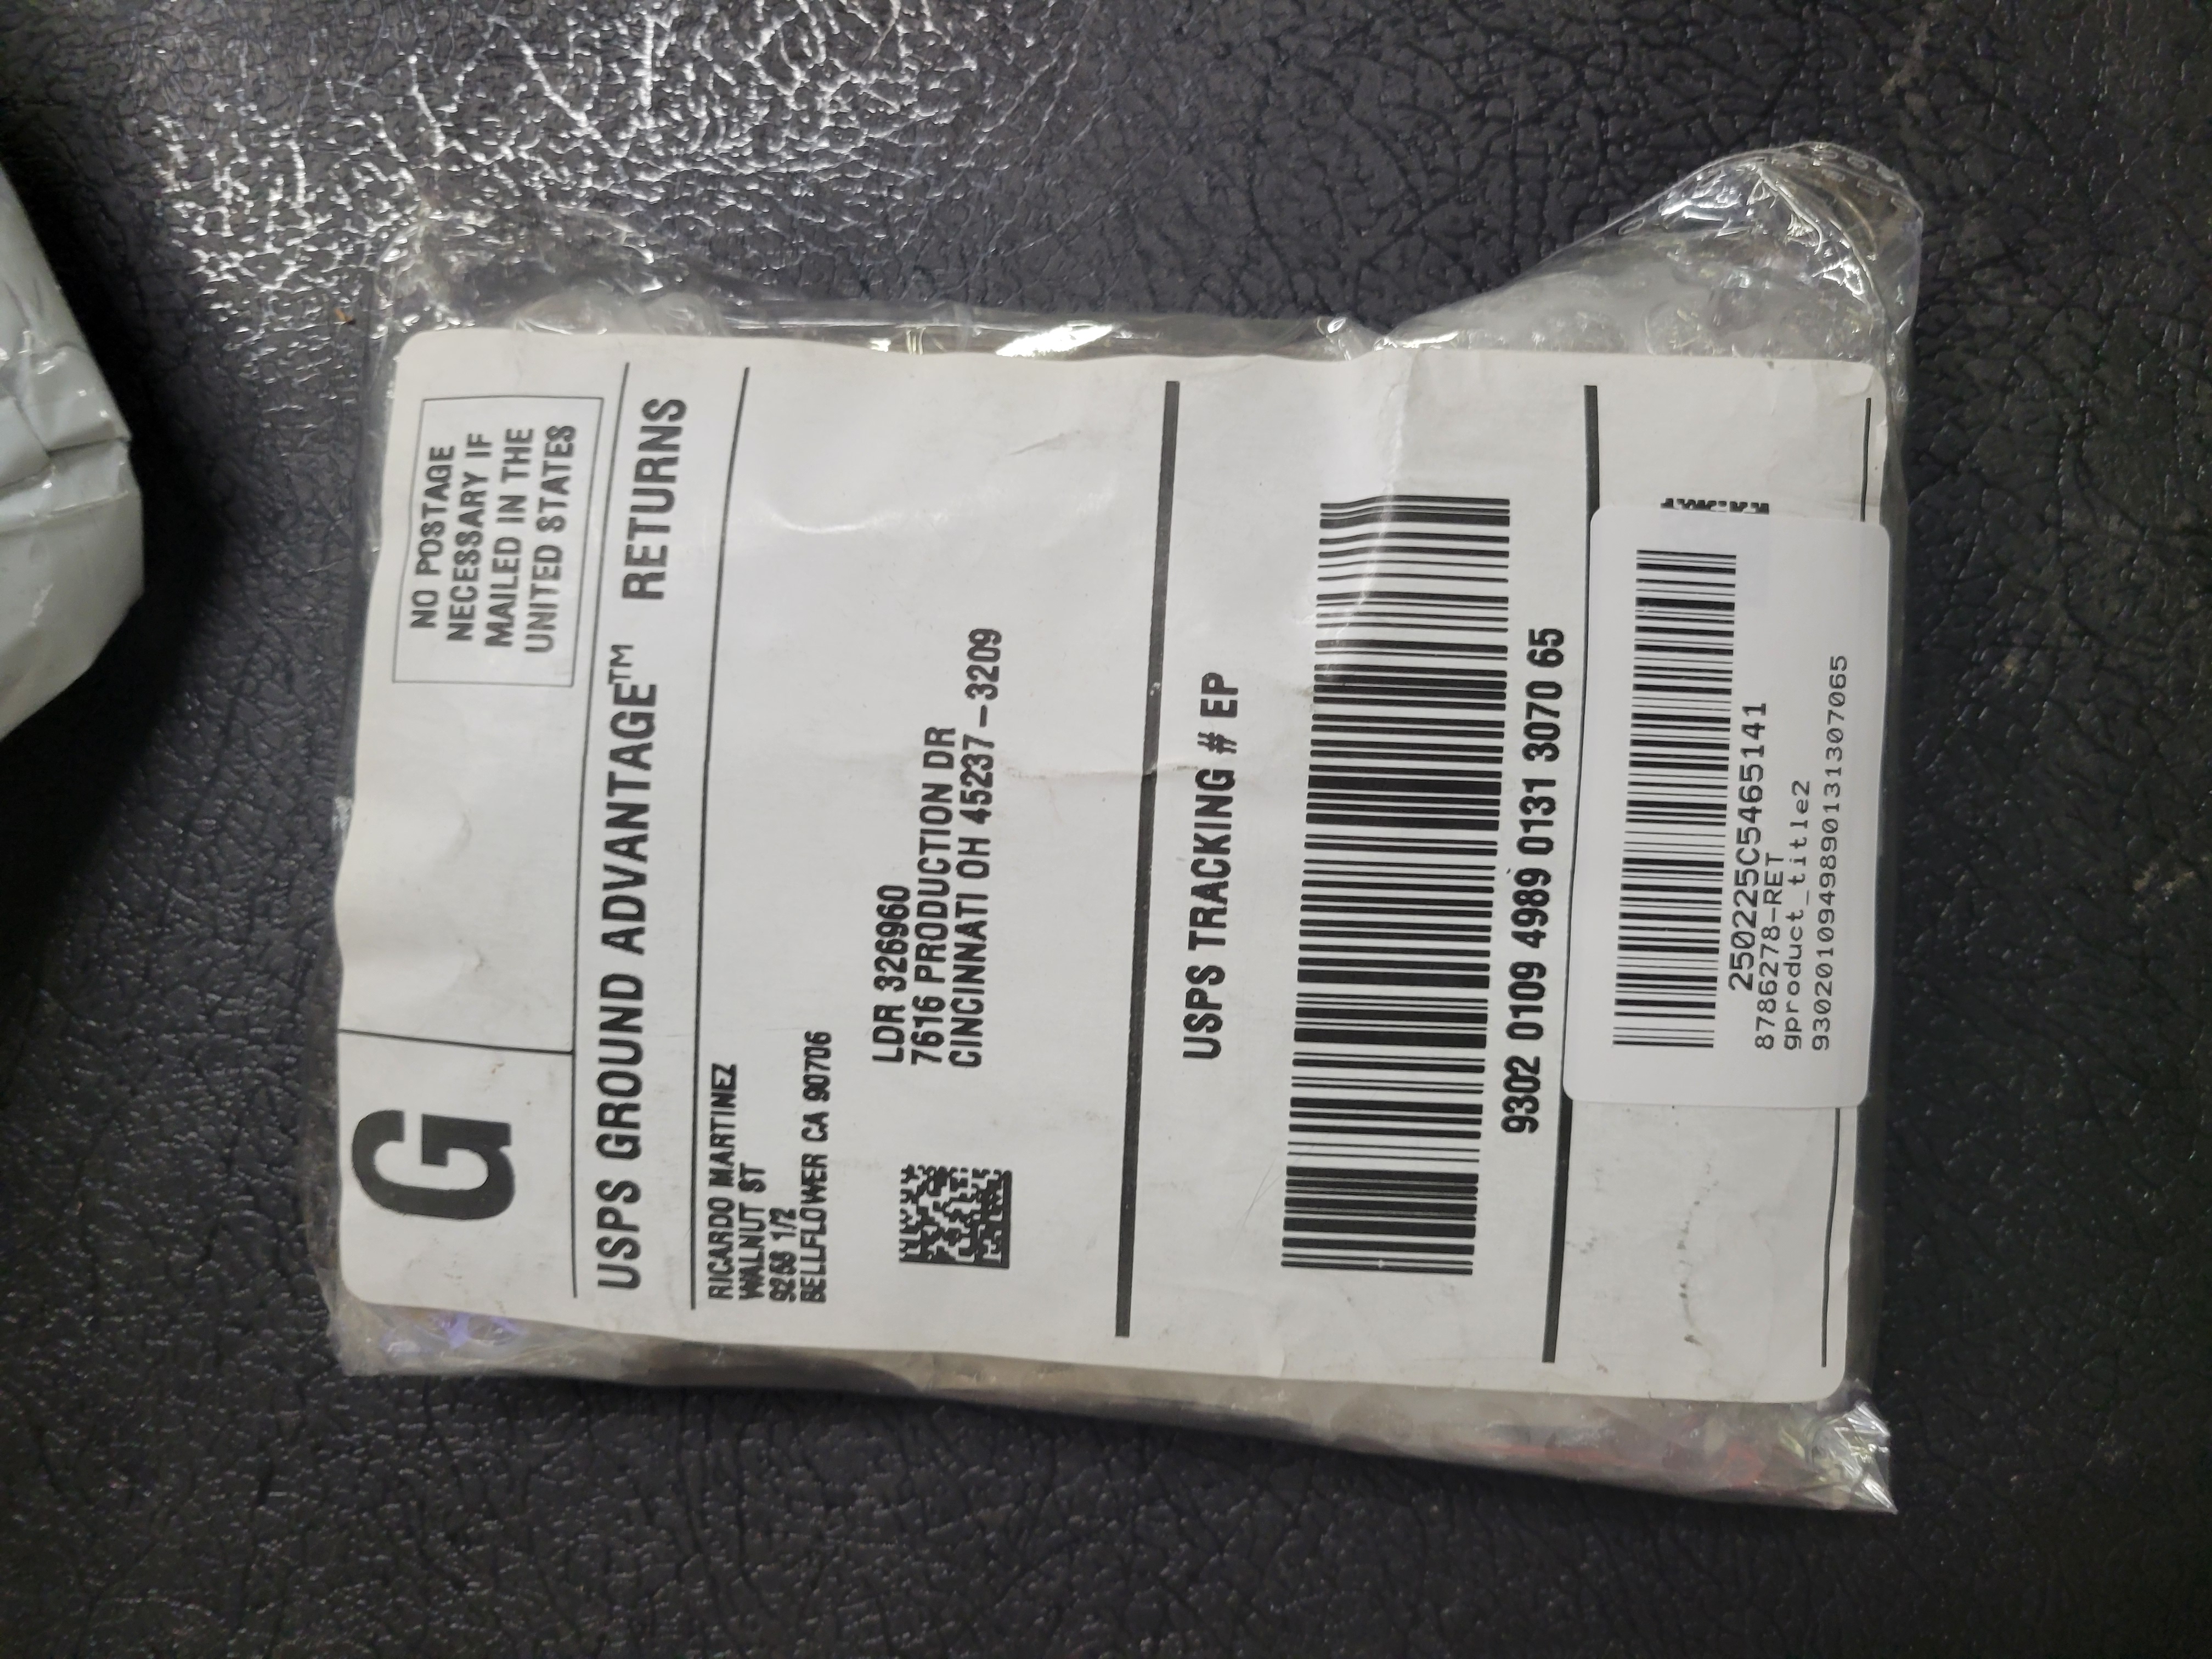 G
NO POSTAGE
NECESSARY IF
MAILED IN THE
UNITED STATES
USPS GROUND ADVANTAGE™ RETURNS
RICARDO MARTINEZ
WALNUT ST
1/2
BELLFLOWER CA 90706
LDR 326960
7616 PRODUCTION DR
CINCINNATI OH 45237-3209
USPS TRACKING # EP
9302 0109 4989 0131 3070 65
250225C5465141
8786278-RET
gproduct_title2
9302010949890131307065